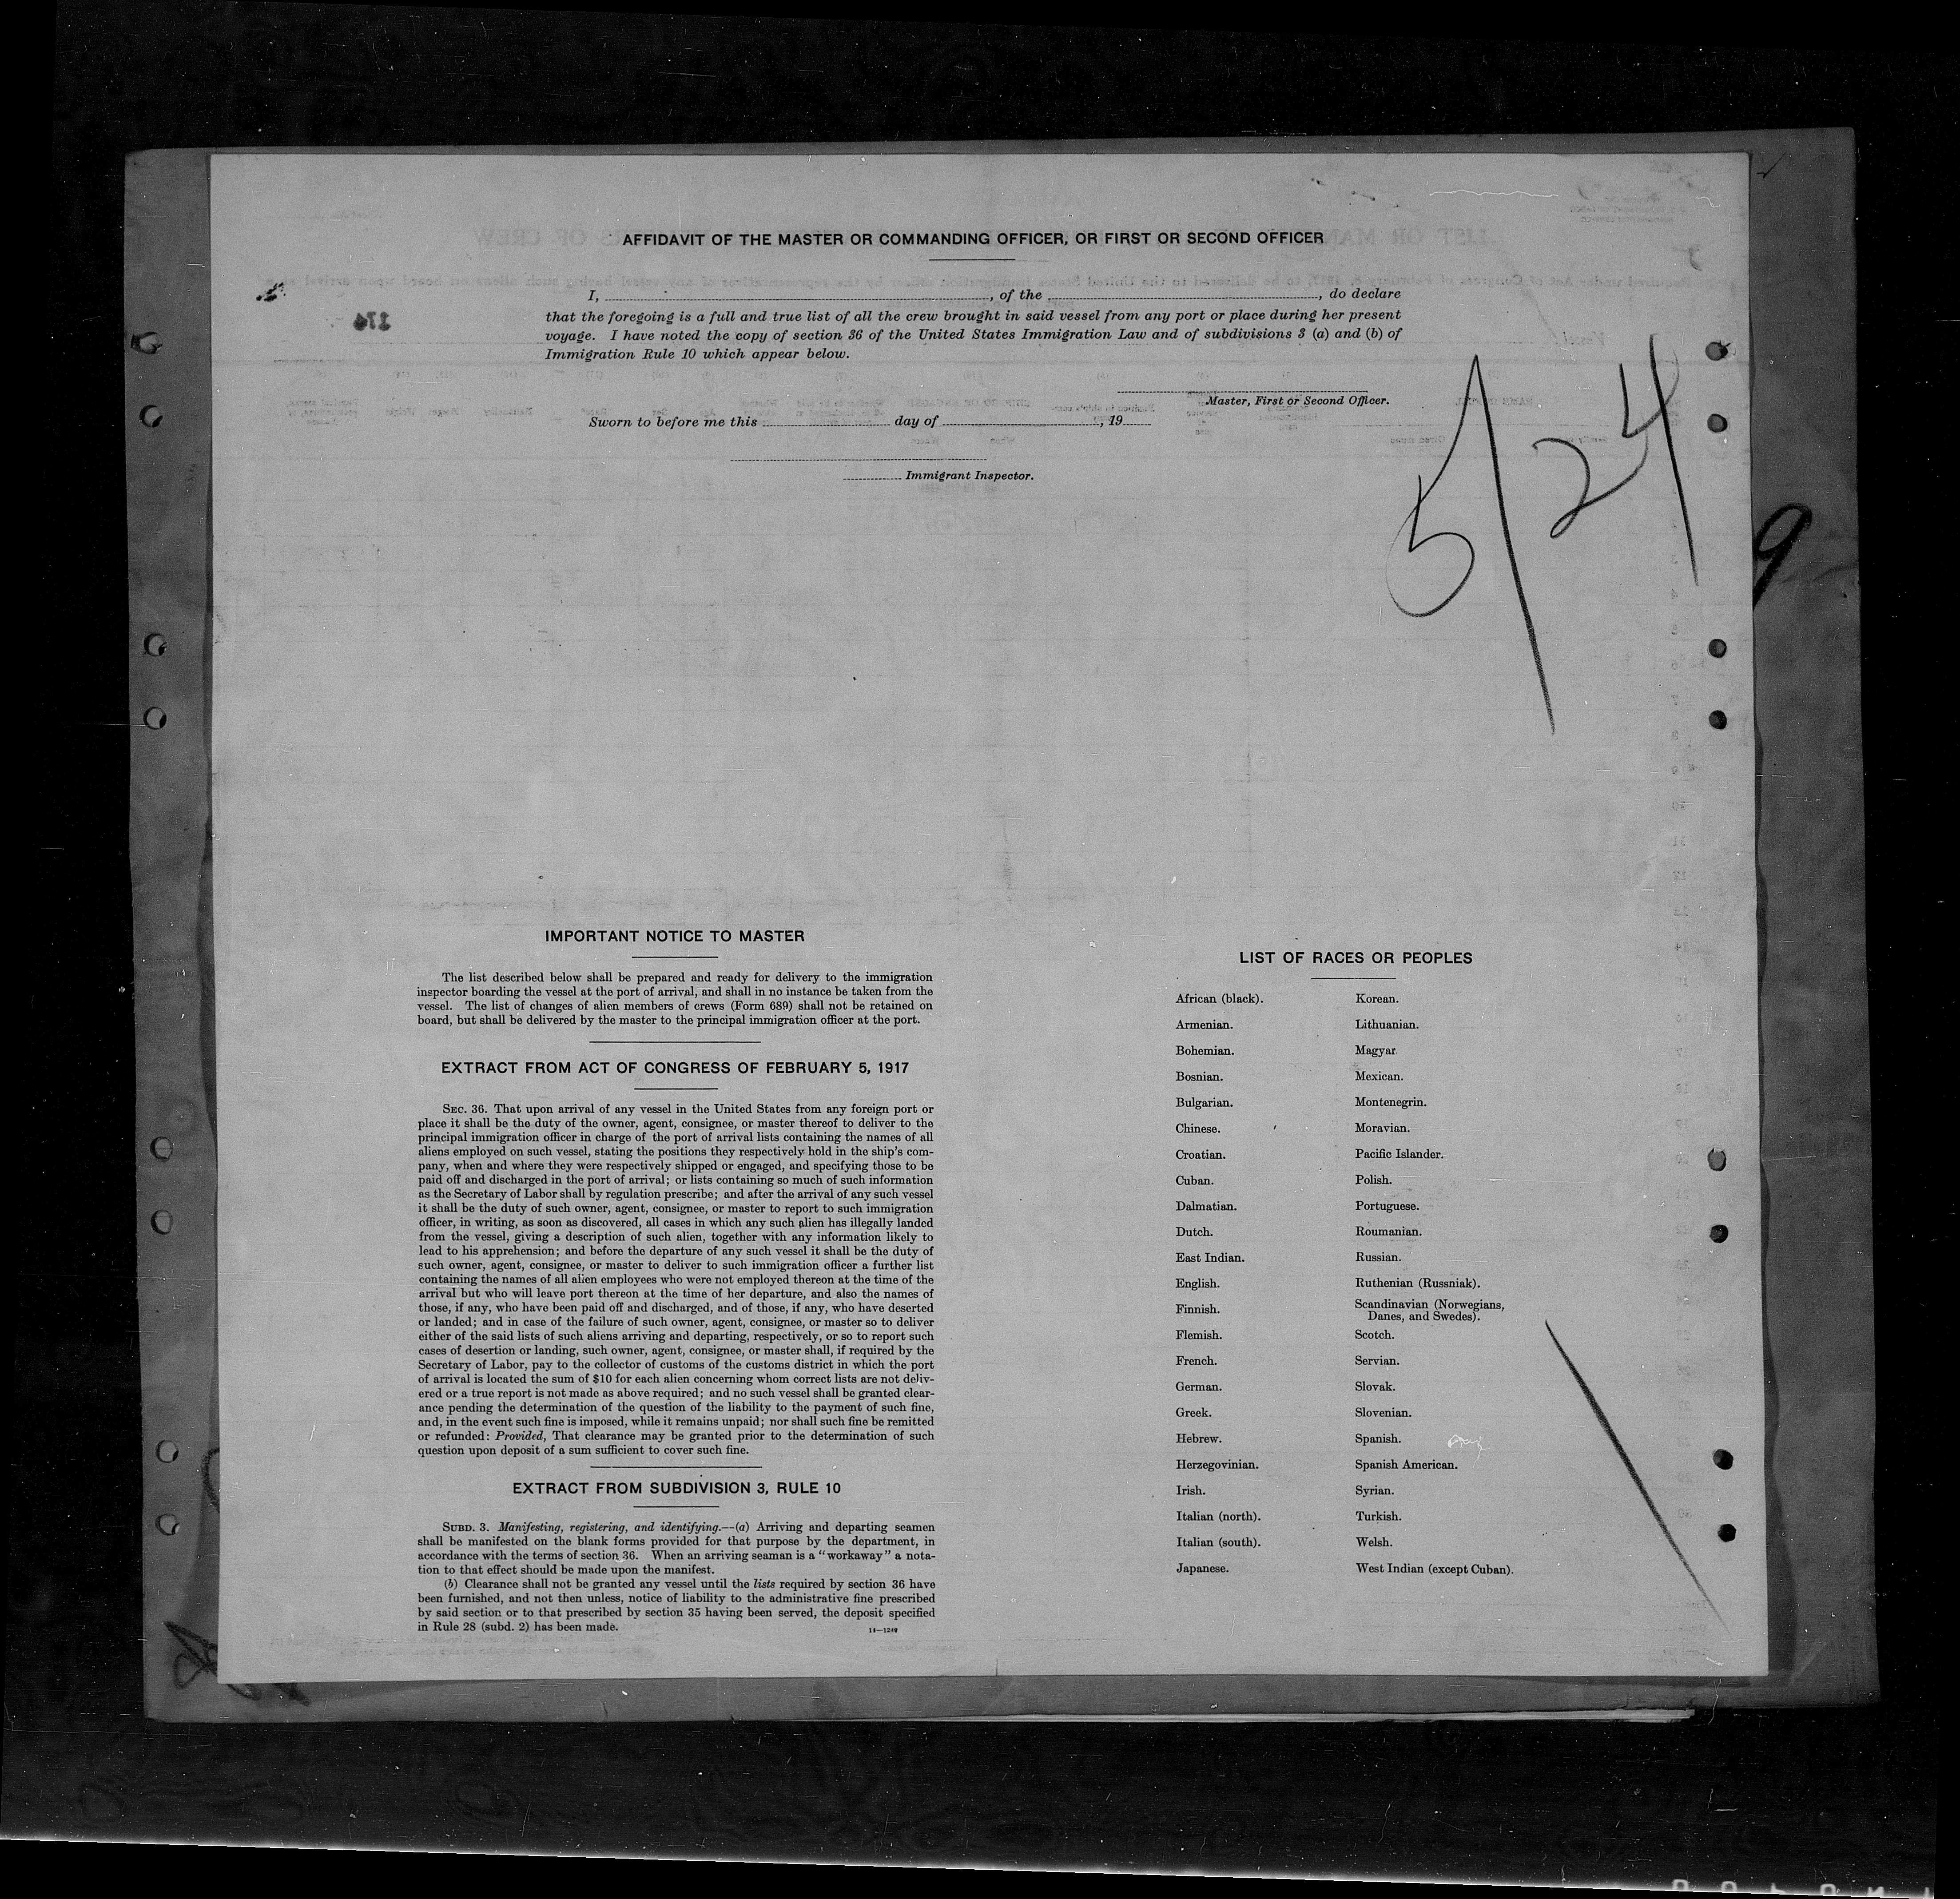 AFFIDAVIT OF THE MASTER OR COMMANDING OFFICER, OR FIRST OR SECOND OFFICER
I, , of the , do declare
that the foregoing is a full and true list of all the crew brought in said vessel from any port or place during her present
voyage. I have noted the copy of section 36 of the United States Immigration Law and of subdivisions 3 (a) and (b) of
Immigration Rule 10 which appear below.
Master, First or Second Officer.
Sworn to before me this day of , 19
Immigrant Inspector.
5/24
9
IMPORTANT NOTICE TO MASTER
The list described below shall be prepared and ready for delivery to the immigration
inspector boarding the vessel at the port of arrival, and shall in no instance be taken from the
vessel. The list of changes of alien members of crews (Form 689) shall not be retained on
board, but shall be delivered by the master to the principal immigration officer at the port.
EXTRACT FROM ACT OF CONGRESS OF FEBRUARY 5, 1917
SEC. 36. That upon arrival of any vessel in the United States from any foreign port or
place it shall be the duty of the owner, agent, consignee, or master thereof to deliver to the
principal immigration officer in charge of the port of arrival lists containing the names of all
aliens employed on such vessel, stating the positions they respectively hold in the ship's com-
pany, when and where they were respectively shipped or engaged, and specifying those to be
paid off and discharged in the port of arrival; or lists containing so much of such information
as the Secretary of Labor shall by regulation prescribe; and after the arrival of any such vessel
it shall be the duty of such owner, agent, consignee, or master to report to such immigration
officer, in writing, as soon as discovered, all cases in which any such alien has illegally landed
from the vessel, giving a description of such alien, together with any information likely to
lead to his apprehension; and before the departure of any such vessel it shall be the duty of
such owner, agent, consignee, or master to deliver to such immigration officer a further list
containing the names of all alien employees who were not employed thereon at the time of the
arrival but who will leave port thereon at the time of her departure, and also the names of
those, if any, who have been paid off and discharged, and of those, if any, who have deserted
or landed; and in case of the failure of such owner, agent, consignee, or master so to deliver
either of the said lists of such aliens arriving and departing, respectively, or so to report such
cases of desertion or landing, such owner, agent, consignee, or master shall, if required by the
Secretary of Labor, pay to the collector of customs of the customs district in which the port
of arrival is located the sum of $10 for each alien concerning whom correct lists are not deliv-
ered or a true report is not made as above required; and no such vessel shall be granted clear-
ance pending the determination of the question of the liability to the payment of such fine,
and, in the event such fine is imposed, while it remains unpaid; nor shall such fine be remitted
or refunded: Provided, That clearance may be granted prior to the determination of such
question upon deposit of a sum sufficient to cover such fine.
EXTRACT FROM SUBDIVISION 3, RULE 10
SUBD. 3. Manifesting, registering, and identifying.—(a) Arriving and departing seamen
shall be manifested on the blank forms provided for that purpose by the department, in
accordance with the terms of section 36. When an arriving seaman is a "workaway" a nota-
tion to that effect should be made upon the manifest.
(b) Clearance shall not be granted any vessel until the lists required by section 36 have
been furnished, and not then unless, notice of liability to the administrative fine prescribed
by said section or to that prescribed by section 35 having been served, the deposit specified
in Rule 28 (subd. 2) has been made.
14—1249
LIST OF RACES OR PEOPLES
African (black).
Armenian.
Bohemian.
Bosnian.
Bulgarian.
Chinese.
Croatian.
Cuban.
Dalmatian.
Dutch.
East Indian.
English.
Finnish.
Flemish.
French.
German.
Greek.
Hebrew.
Herzegovinian.
Irish.
Italian (north).
Italian (south).
Japanese.
Korean.
Lithuanian.
Magyar
Mexican.
Montenegrin.
Moravian.
Pacific Islander.
Polish.
Portuguese.
Roumanian.
Russian.
Ruthenian (Russniak).
Scandinavian (Norwegians,
Danes, and Swedes).
Scotch.
Servian.
Slovak.
Slovenian.
Spanish.
Spanish American.
Syrian.
Turkish.
Welsh.
West Indian (except Cuban).